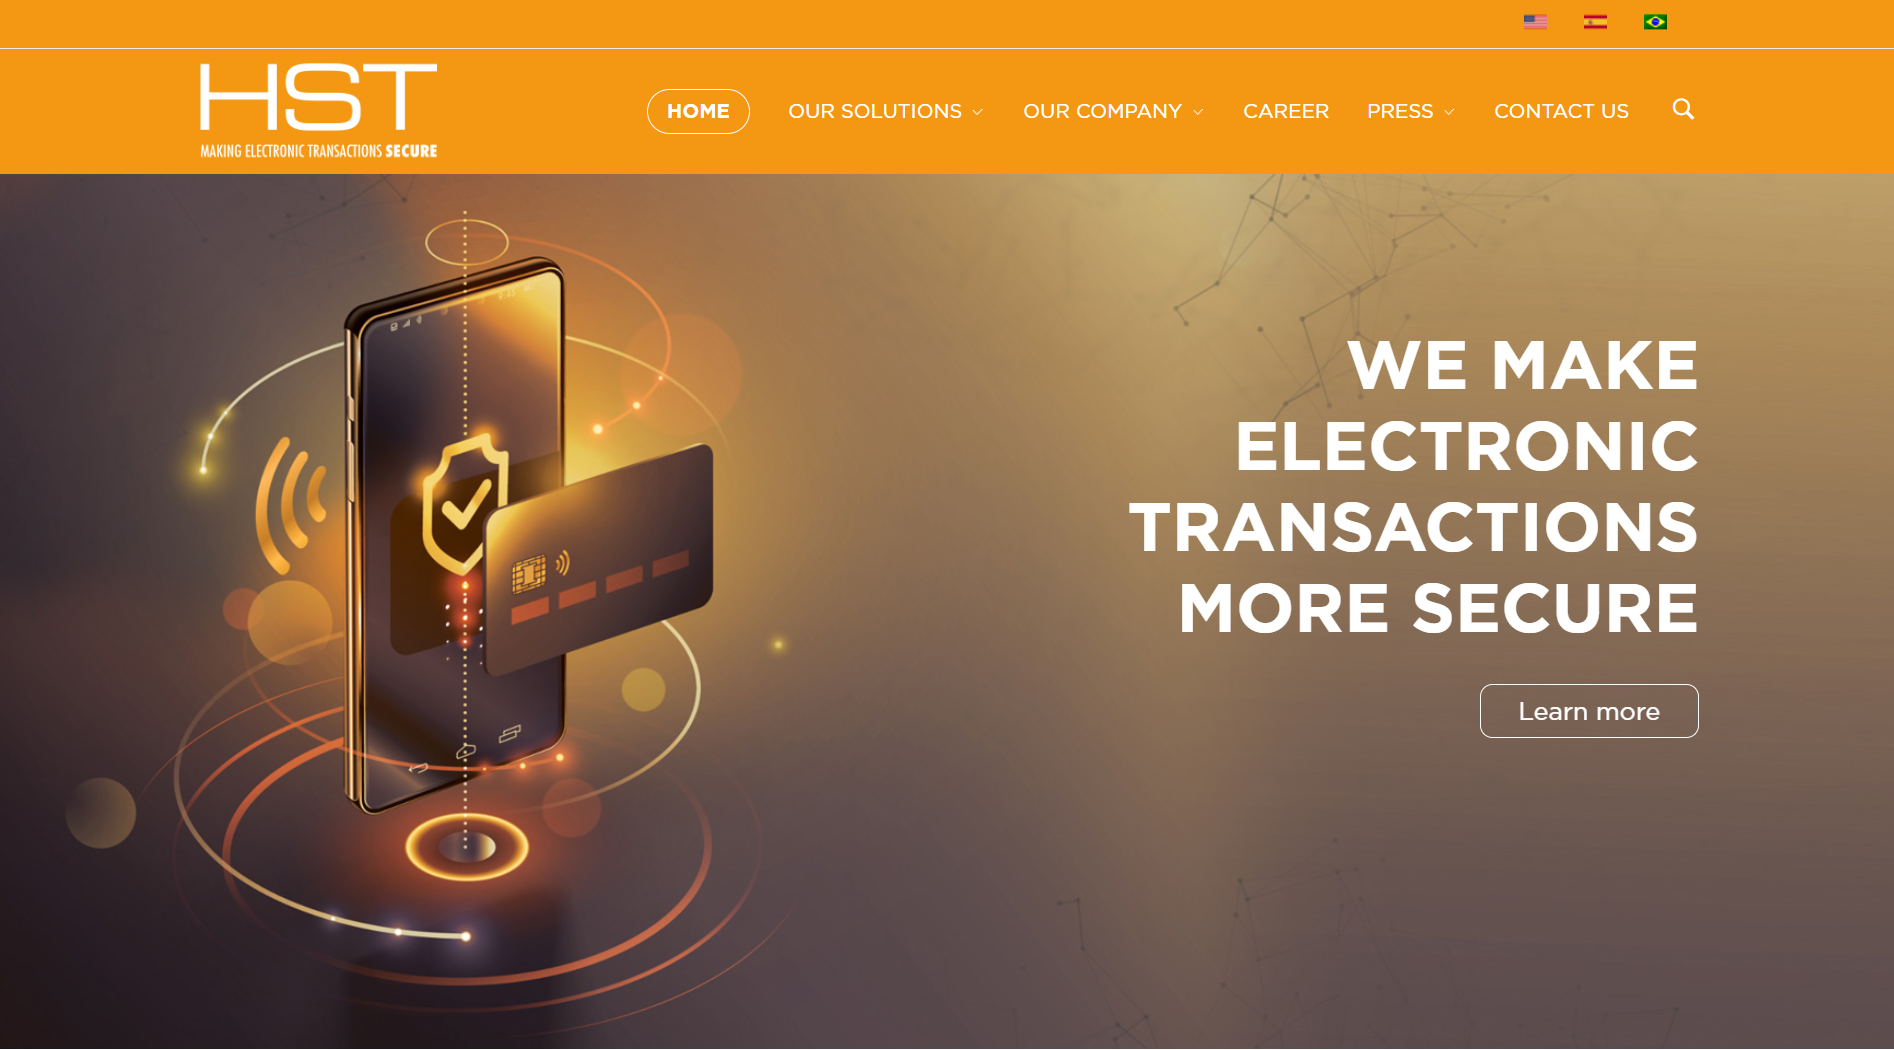 HST
MAKING ELECTRONIC TRANSACTIONS SECURE
HOME
OUR SOLUTIONS
OUR COMPANY
CAREER
PRESS
CONTACT US
WE MAKE
ELECTRONIC
TRANSACTIONS
MORE SECURE
Learn more